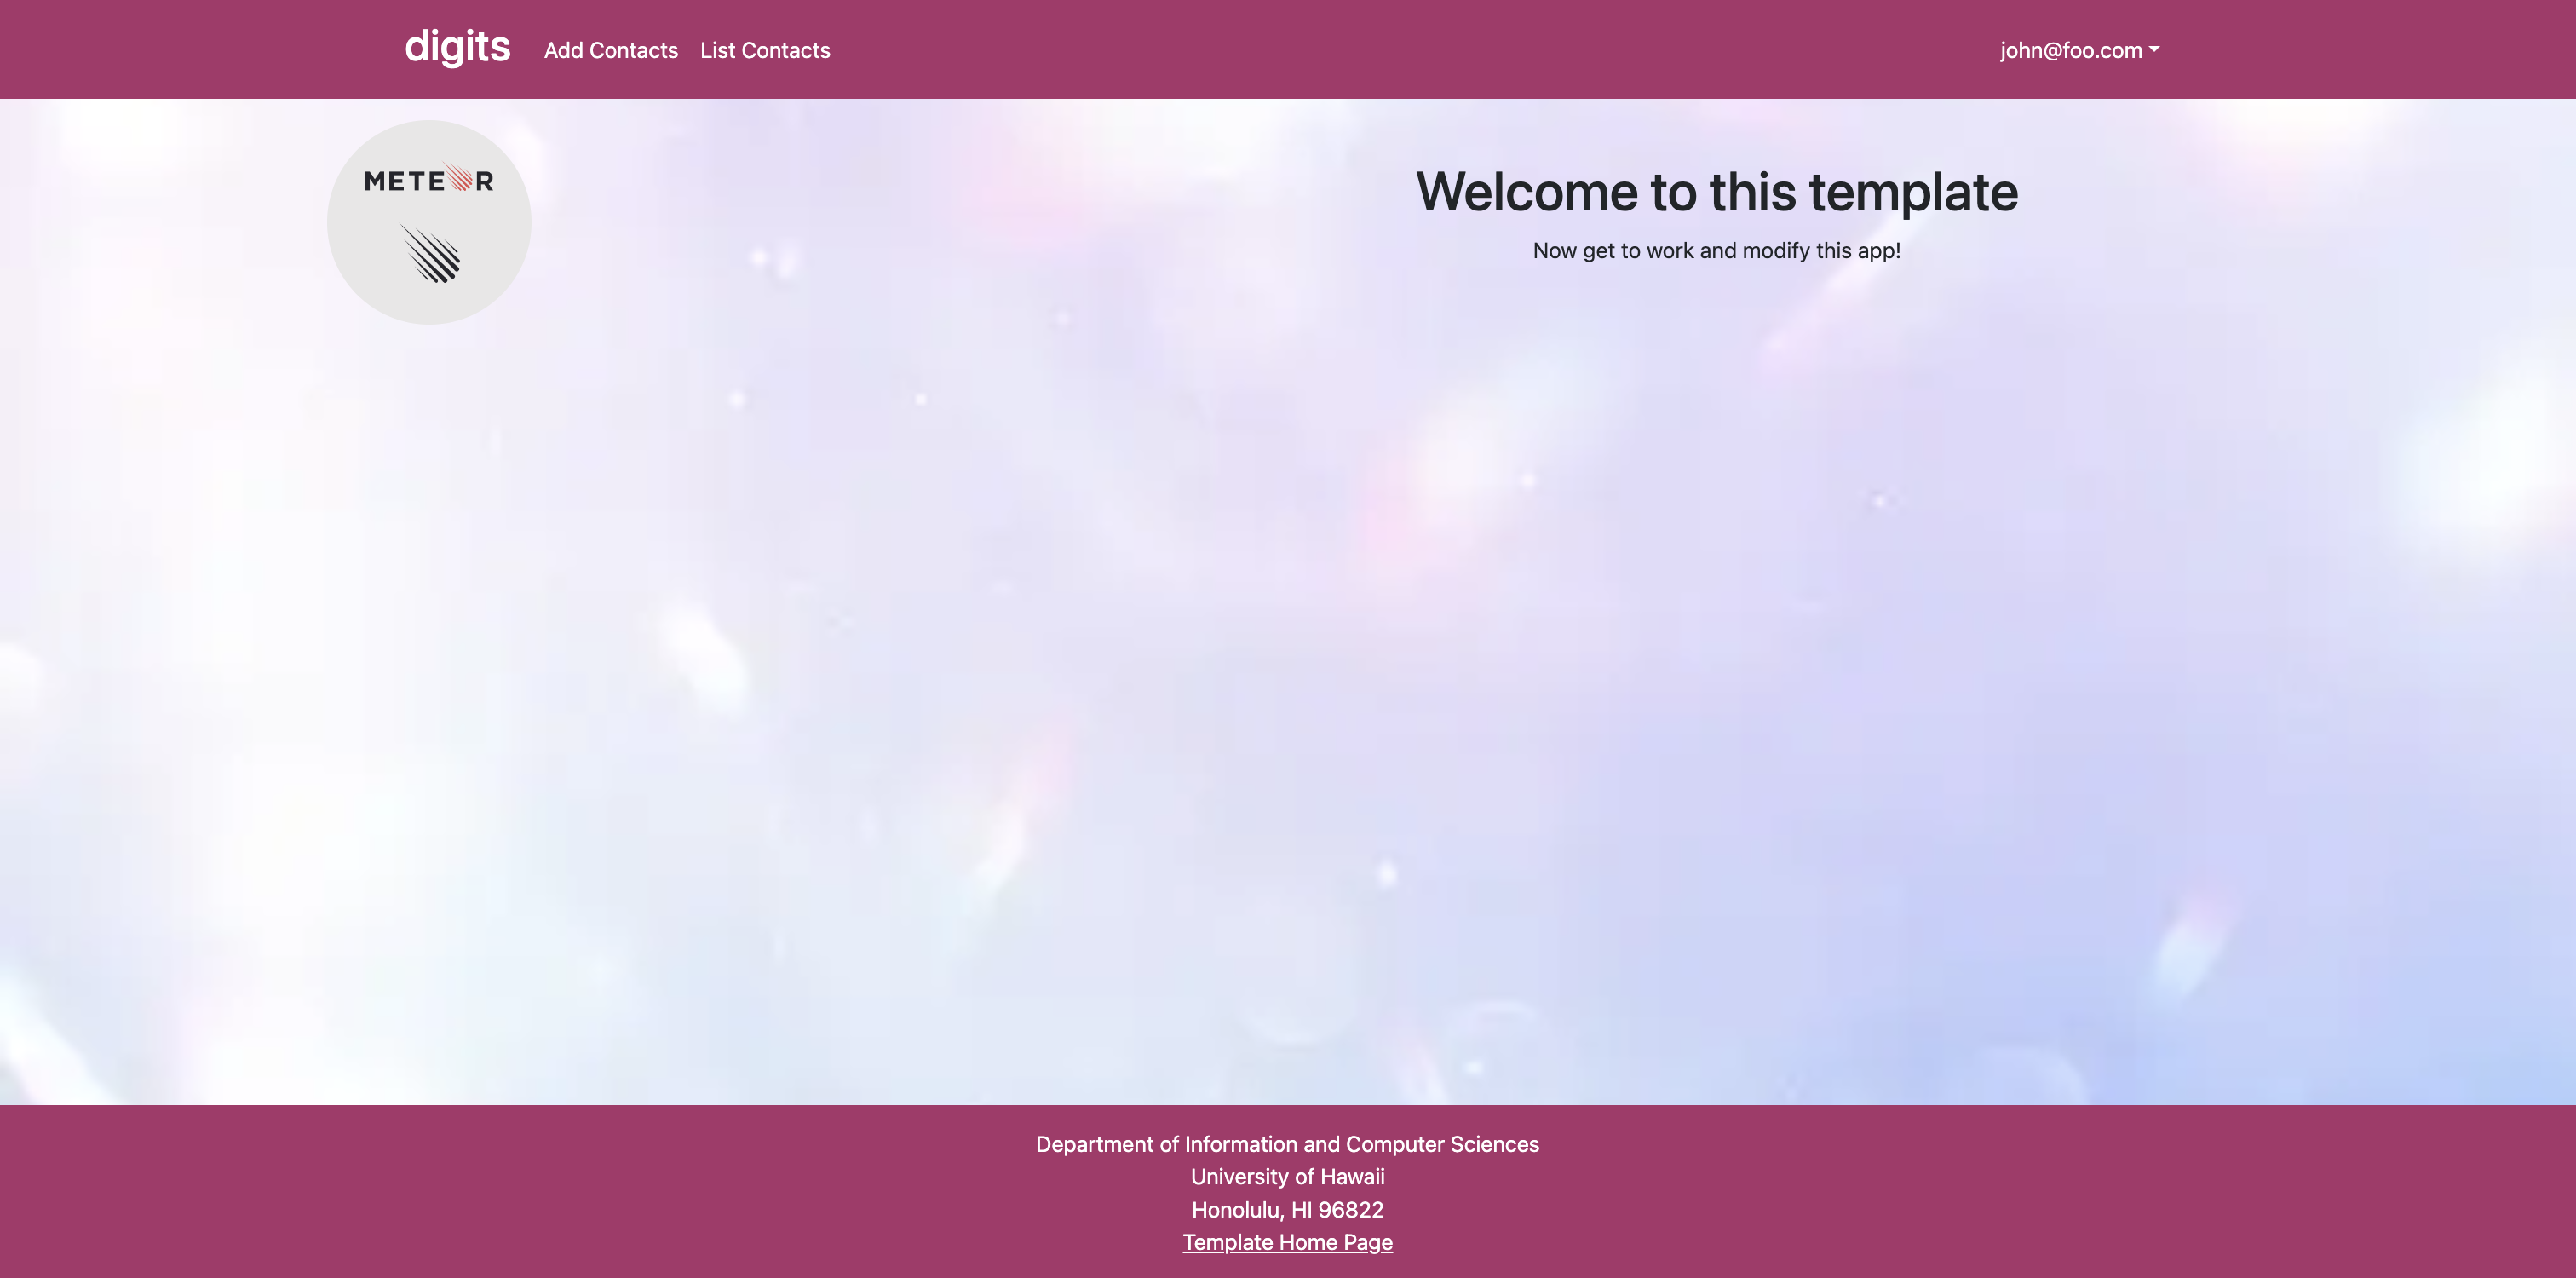 digits
Add Contacts
List Contacts
john@foo.com
METEOR
Welcome to this template
Now get to work and modify this app!
Department of Information and Computer Sciences
University of Hawaii
Honolulu, HI 96822
Template Home Page